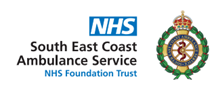 NHS
South East Coast
Ambulance Service
NHS Foundation Trust